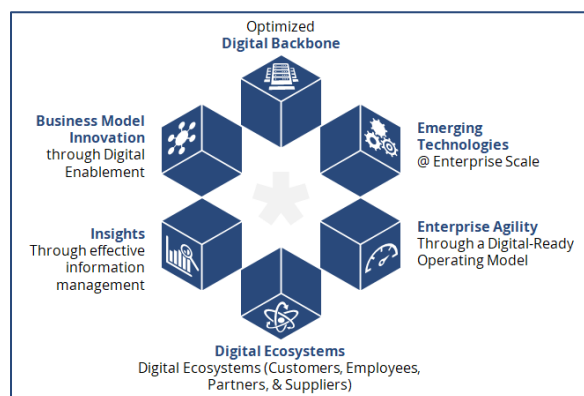 Optimized
Digital Backbone
Business Model
Innovation
through Digital
Enablement
Emerging
Technologies
@ Enterprise Scale
Insights
Through effective
information
management
Enterprise Agility
Through a Digital-Ready
Operating Model
Digital Ecosystems
Digital Ecosystems (Customers, Employees,
Partners, & Suppliers)